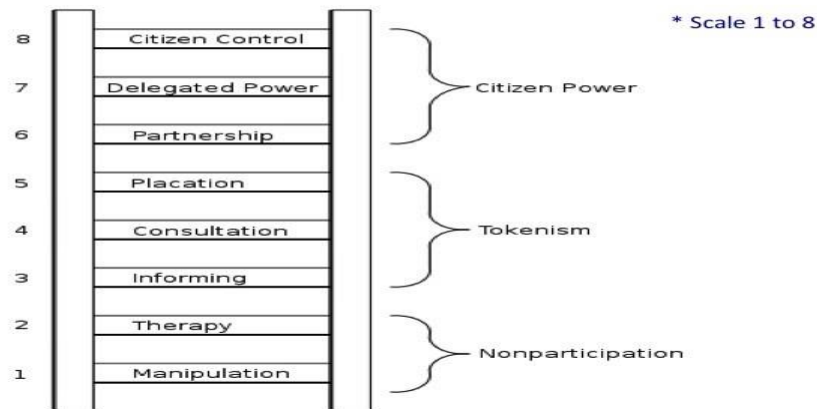 * Scale 1 to 8
8 Citizen Control
7 Delegated Power
Citizen Power
6 Partnership
5 Placation
4 Consultation
Tokenism
3 Informing
2 Therapy
Nonparticipation
1 Manipulation